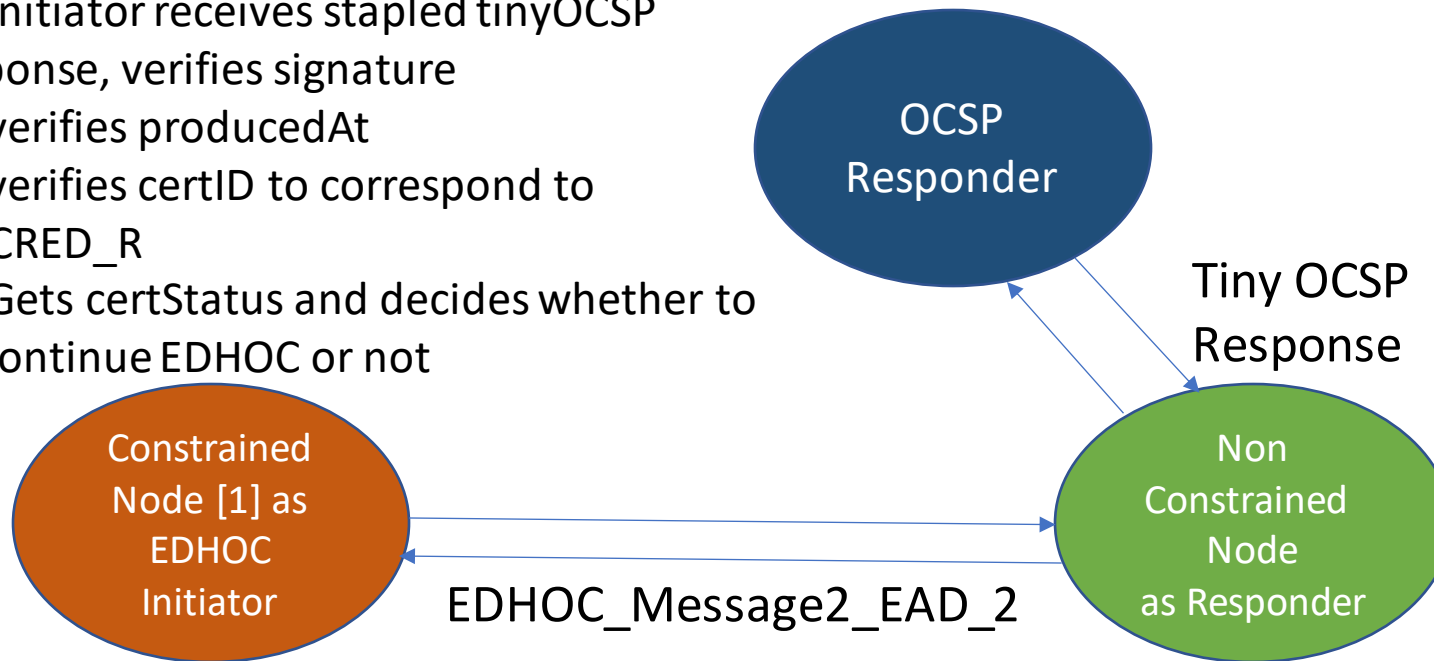 nitiator receives stapled tinyOCSP
ponse, verifies signature
verifies producedAt
verifies certID to correspond to
CRED_R
Gets certStatus and decides whether to
ontinue EDHOC or not
OCSP
Responder
Tiny OCSP
Response
Constrained
Node [1] as
EDHOC
Initiator
EDHOC_Message2_EAD_2
Non
Constrained
Node
as Responder